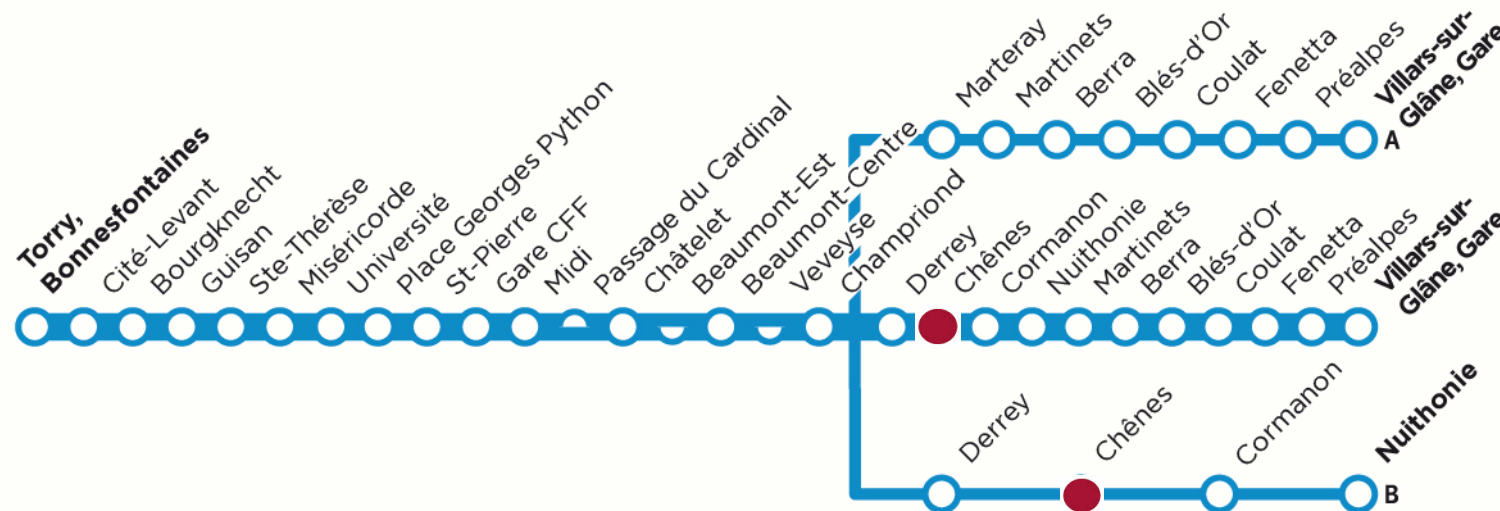 Marteray
Martinets
Berra
Blés-d'Or
Coulat
Fenetta
Préalpes
Villars-sur-
Glâne, Gare
A
Torry,
Bonnesfontaines
Cité-Levant
Bourgknecht
Guisan
Ste-Thérèse
Miséricorde
Université
Place Georges Python
St-Pierre
Gare CFF
Midi
Passage du Cardinal
Châtelet
Beaumont-Est
Beaumont-Centre
Veveyse
Champriond
Derrey
Chênes
Cormanon
Nuithonie
Martinets
Berra
Blés-d'Or
Coulat
Fenetta
Préalpes
Villars-sur-
Glâne, Gare
Derrey
Chênes
Cormanon
Nuithonie
B